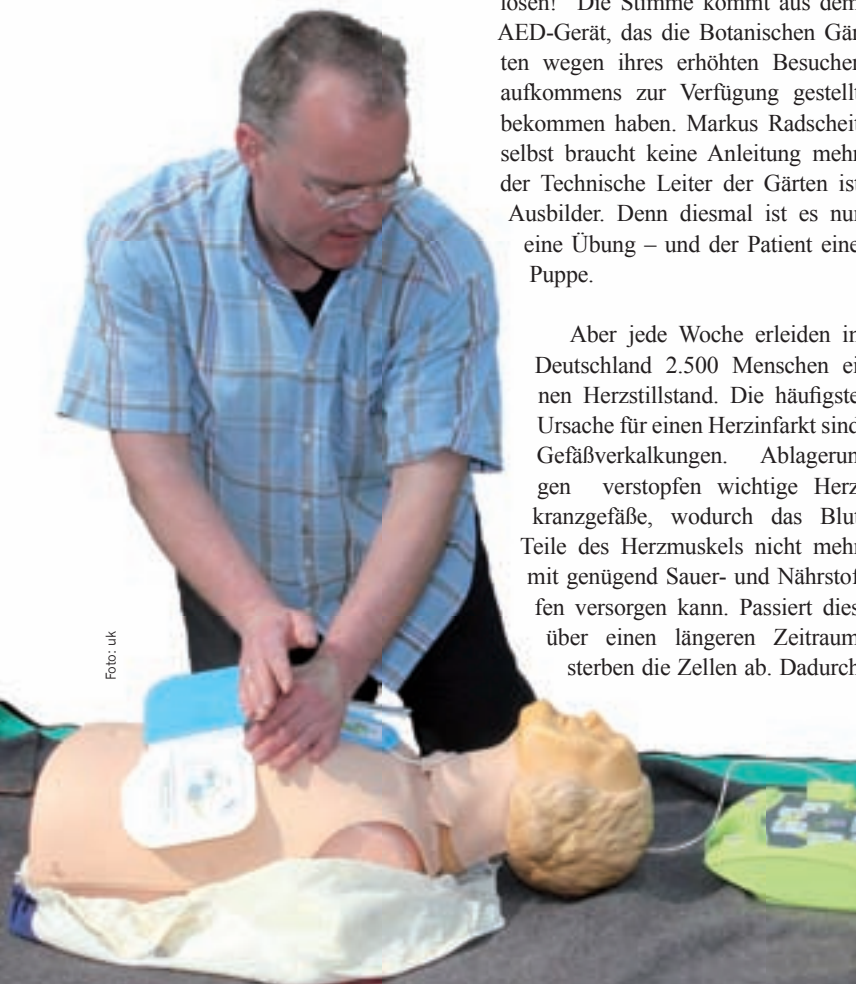 lösen! Die Stimme kommt aus dem
AED-Gerät, das die Botanischen Gär
ten wegen ihres erhöhten Besucher
aufkommens zur Verfügung gestellt
bekommen haben. Markus Radscheit
selbst braucht keine Anleitung mehr
der Technische Leiter der Gärten ist
Ausbilder. Denn diesmal ist es nur
eine Übung – und der Patient eine
Puppe.
Aber jede Woche erleiden in
Deutschland 2.500 Menschen ei
nen Herzstillstand. Die häufigste
Ursache für einen Herzinfarkt sind
Gefäßverkalkungen. Ablagerun
gen verstopfen wichtige Herz
kranzgefäße, wodurch das Blut
Teile des Herzmuskels nicht mehr
mit genügend Sauer- und Nährstof
fen versorgen kann. Passiert dies
über einen längeren Zeitraum
sterben die Zellen ab. Dadurch
Foto: uk